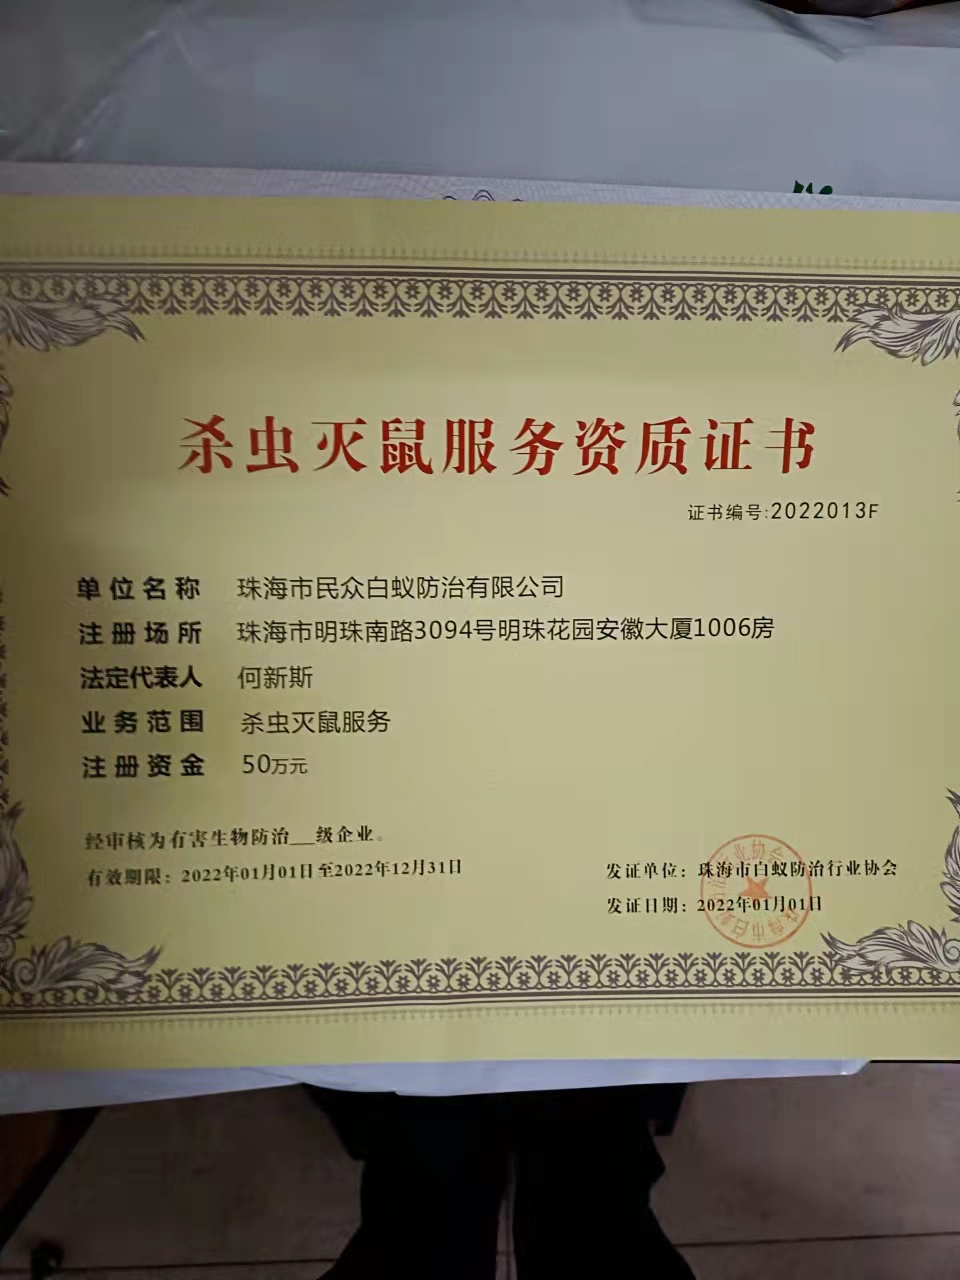 杀虫灭鼠服务资质证书
证书编号:2022013F
单位名称 珠海市民众白蚁防治有限公司
注册场所 珠海市明珠南路3094号明珠花园安徽大厦1006房
法定代表人 何新斯
业务范围 杀虫灭鼠服务
注册资金 50万元
经审核为有害生物防治__级企业。
有效期限：2022年01月01日至2022年12月31日
发证单位：珠海市白蚁防治行业协会
发证日期：2022年01月01日